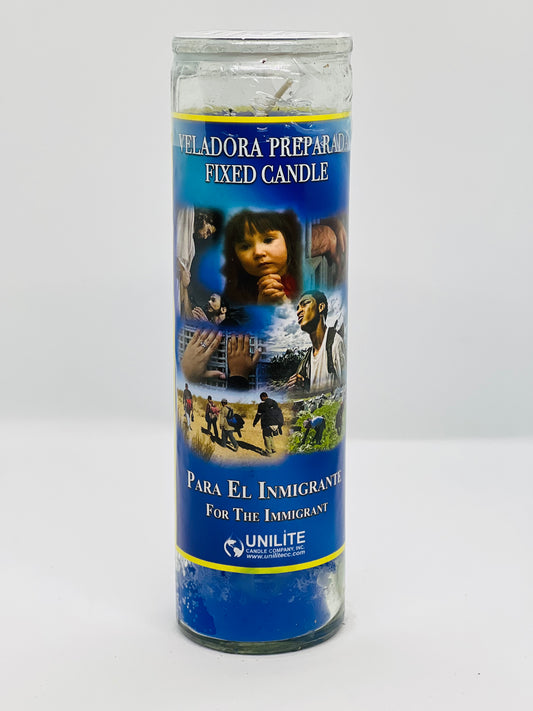 VELADORA PREPARADA
FIXED CANDLE
PARA EL INMIGRANTE
FOR THE IMMIGRANT
UNILITE
CANDLE COMPANY, INC.
www.unilitecc.com